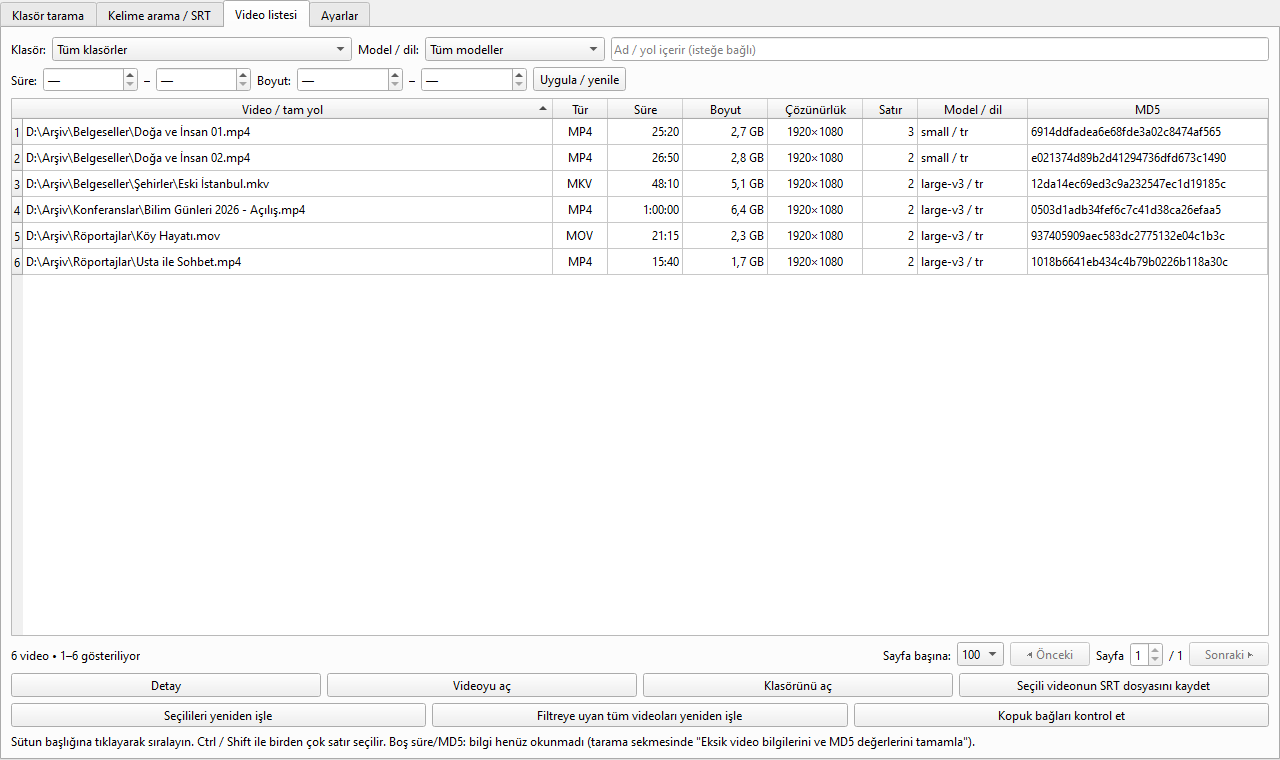 Klasör tarama Kelime arama / SRT Video listesi Ayarlar
Klasör: Tüm klasörler Model / dil: Tüm modeller Ad / yol içerir (isteğe bağlı)
Süre: — – — Boyut: — – — Uygula / yenile
Video / tam yol Tür Süre Boyut Çözünürlük Satır Model / dil MD5
1 D:\Arşiv\Belgeseller\Doğa ve İnsan 01.mp4 MP4 25:20 2,7 GB 1920×1080 3 small / tr 6914ddfadea6e68fde3a02c8474af565
2 D:\Arşiv\Belgeseller\Doğa ve İnsan 02.mp4 MP4 26:50 2,8 GB 1920×1080 2 small / tr e021374d89b2d41294736dfd673c1490
3 D:\Arşiv\Belgeseller\Şehirler\Eski İstanbul.mkv MKV 48:10 5,1 GB 1920×1080 2 large-v3 / tr 12da14ec69ed3c9a232547ec1d19185c
4 D:\Arşiv\Konferanslar\Bilim Günleri 2026 - Açılış.mp4 MP4 1:00:00 6,4 GB 1920×1080 2 large-v3 / tr 0503d1adb34fef6c7c41d38ca26efaa5
5 D:\Arşiv\Röportajlar\Köy Hayatı.mov MOV 21:15 2,3 GB 1920×1080 2 large-v3 / tr 937405909aec583dc2775132e04c1b3c
6 D:\Arşiv\Röportajlar\Usta ile Sohbet.mp4 MP4 15:40 1,7 GB 1920×1080 2 large-v3 / tr 1018b6641eb434c4b79b0226b118a30c
6 video • 1–6 gösteriliyor Sayfa başına: 100 Önceki Sayfa 1 / 1 Sonraki
Detay Videoyu aç Klasörünü aç Seçili videonun SRT dosyasını kaydet
Seçilileri yeniden işle Filtreye uyan tüm videoları yeniden işle Kopuk bağları kontrol et
Sütun başlığına tıklayarak sıralayın. Ctrl / Shift ile birden çok satır seçilir. Boş süre/MD5: bilgi henüz okunmadı (tarama sekmesinde "Eksik video bilgilerini ve MD5 değerlerini tamamla").